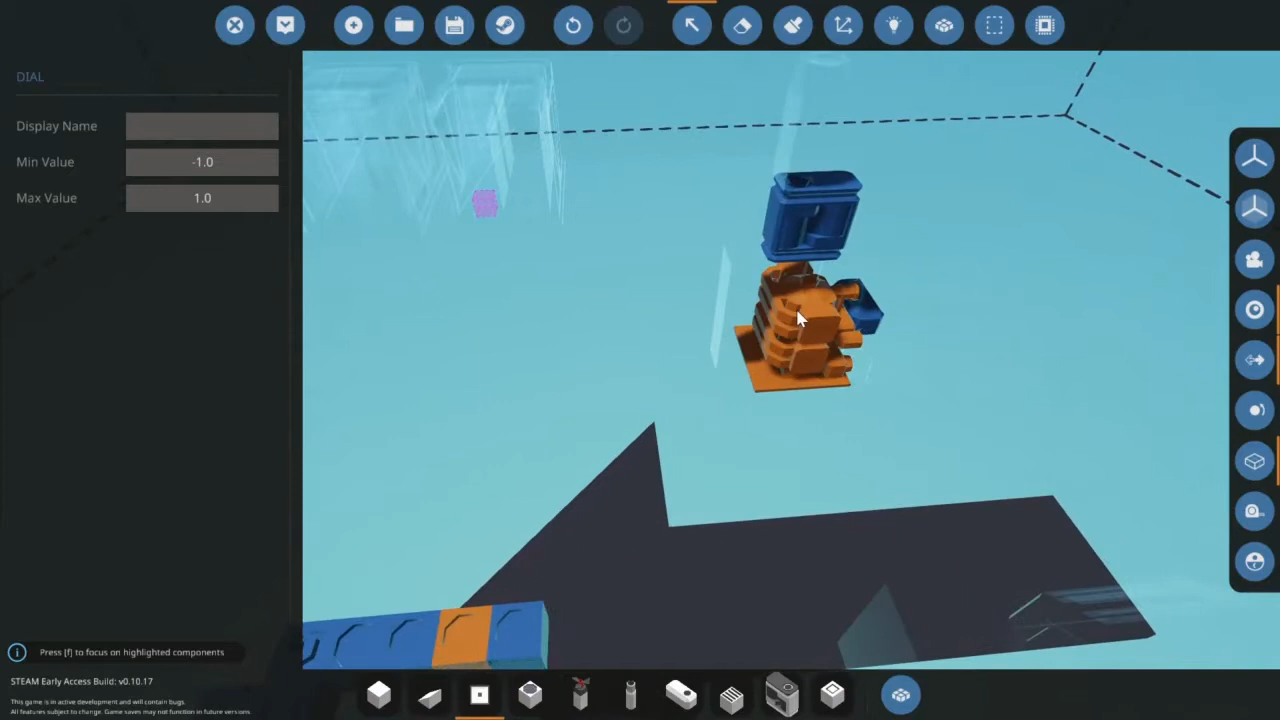 DIAL
Display Name
Min Value -1.0
Max Value 1.0
Press [f] to focus on highlighted components
STEAM Early Access Build: v0.10.17
This game is in active development and will contain bugs.
All features subject to change. Game saves may not function in future versions.